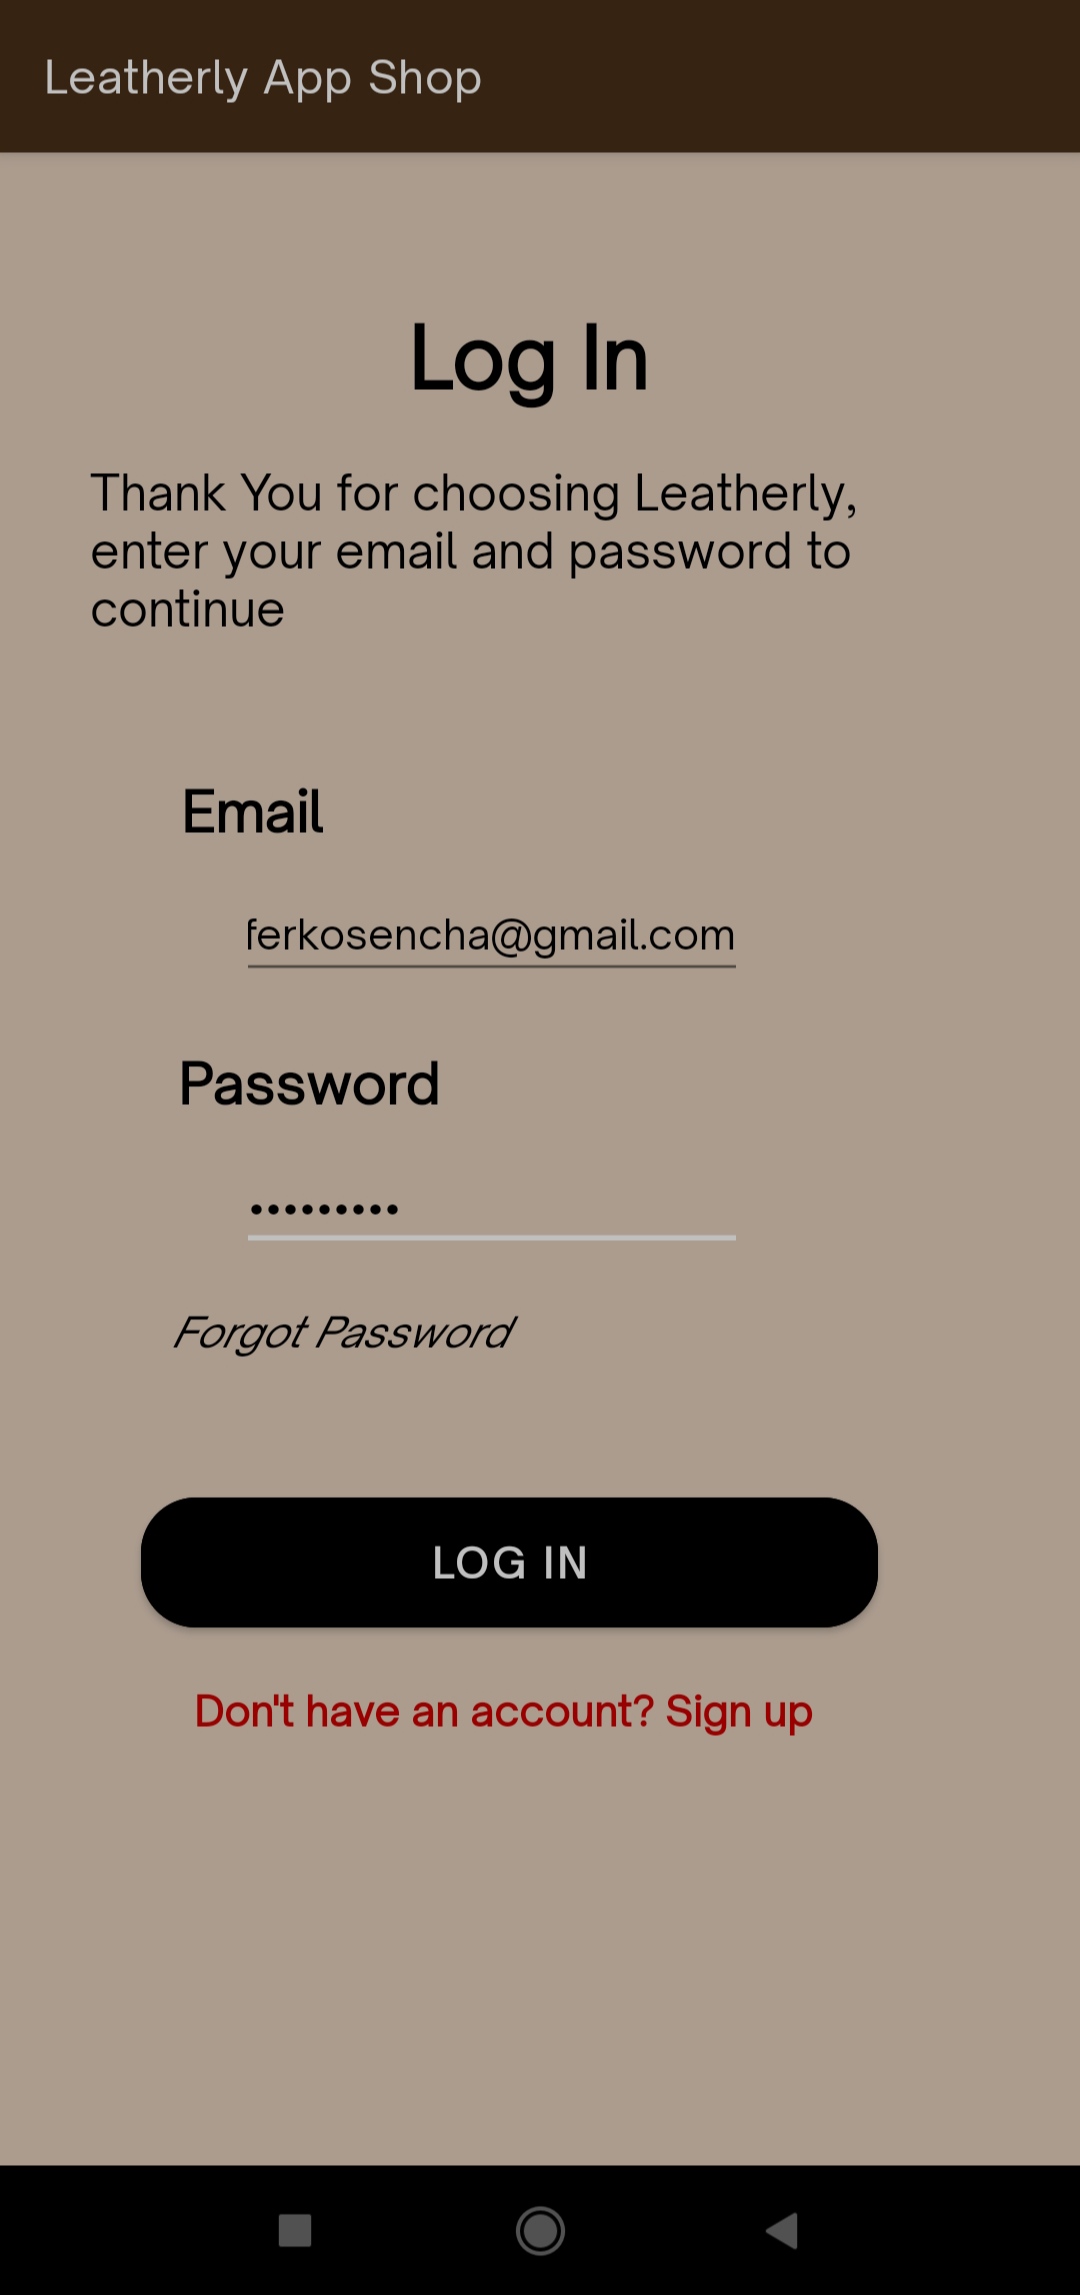 Leatherly App Shop
Log In
Thank You for choosing Leatherly,
enter your email and password to
continue
Email
ferkosencha@gmail.com
Password
•••••••••
Forgot Password
LOG IN
Don't have an account? Sign up